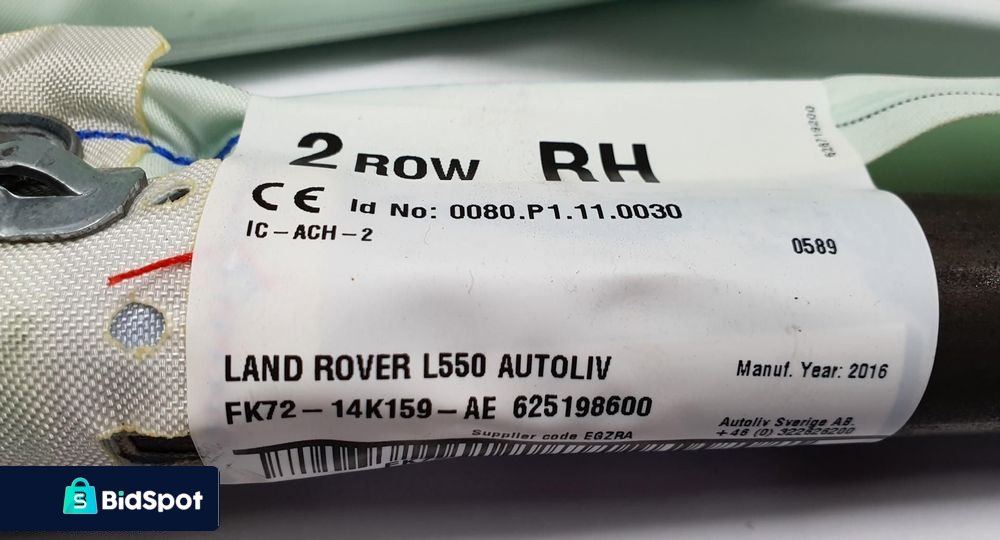 2 ROW RH
CE Id No: 0080.P1.11.0030
IC-ACH-2
0589
LAND ROVER L550 AUTOLIV
Manuf. Year: 2016
FK72-14K159-AE 625198600
Autoliv Sverige AB.
Supplier code EGZRA
BidSpot